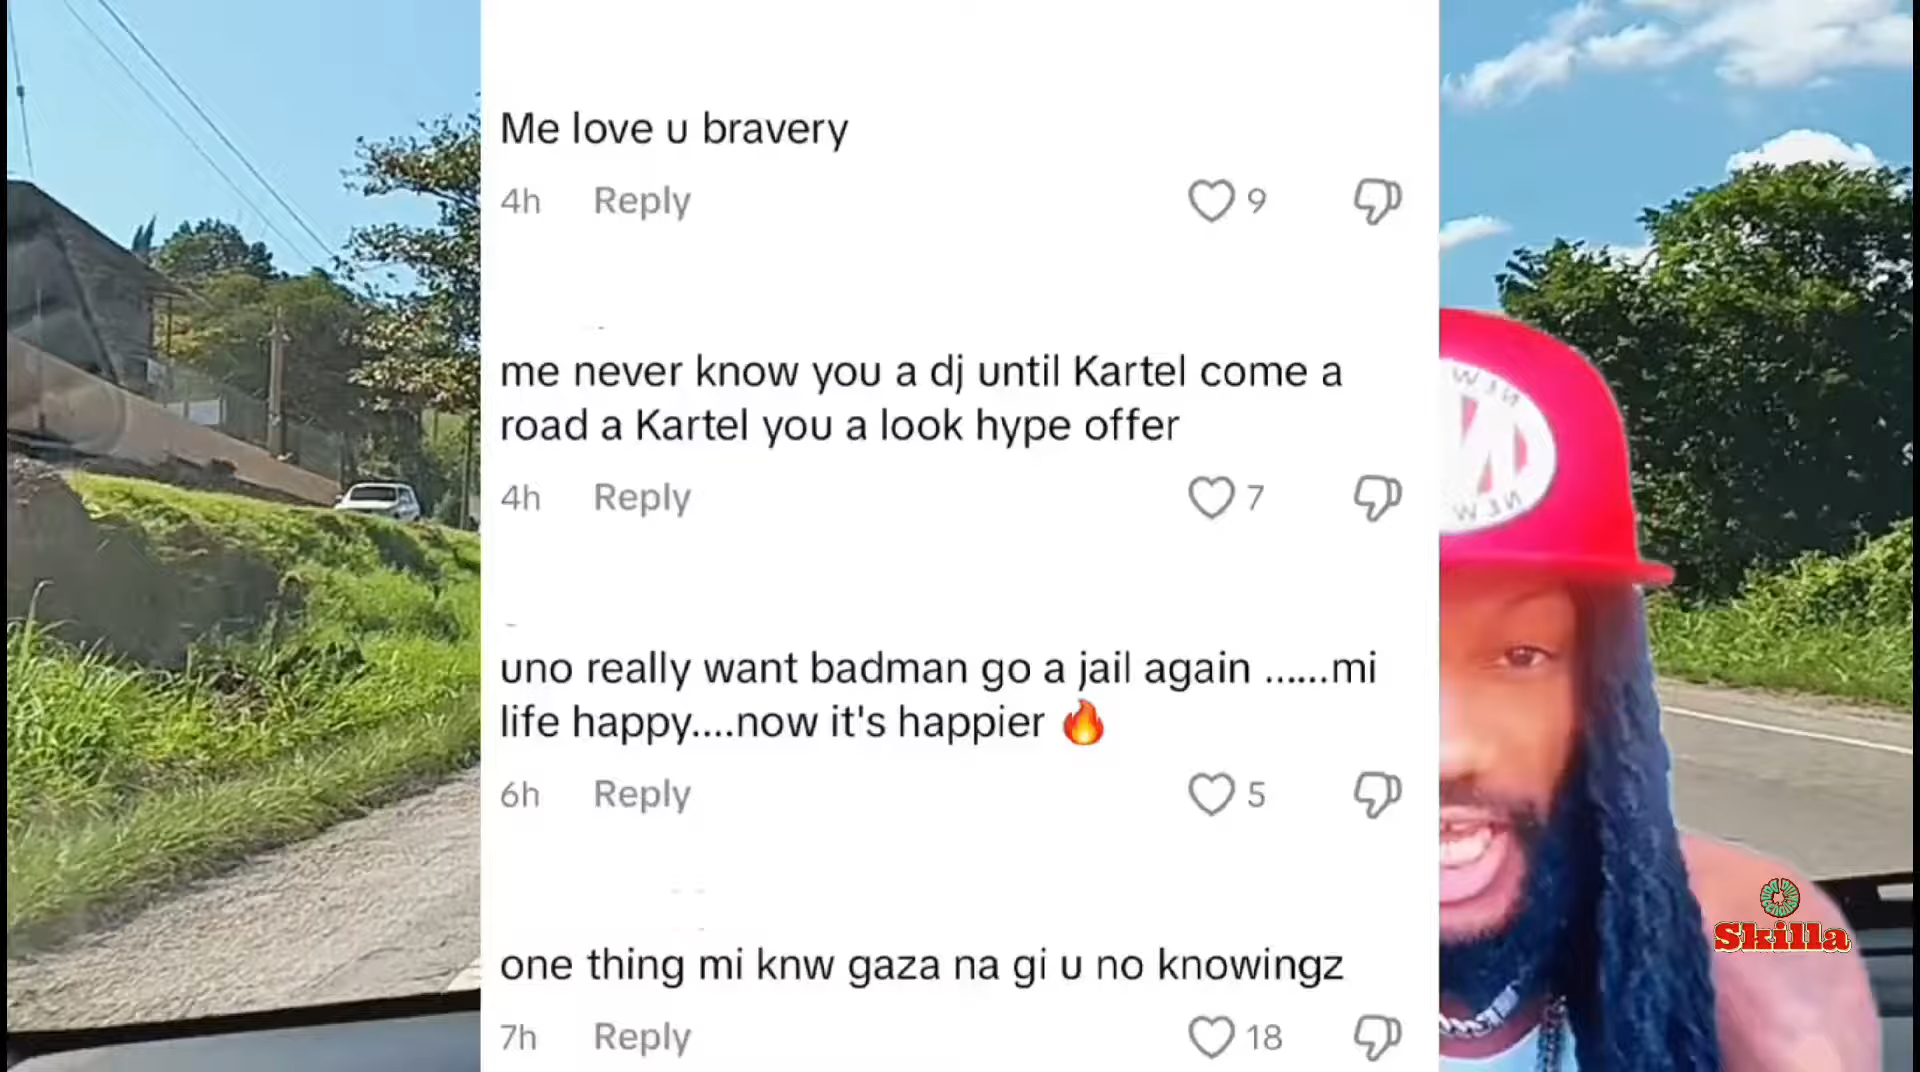 Me love u bravery
4h Reply 9
me never know you a dj until Kartel come a
road a Kartel you a look hype offer
4h Reply 7
uno really want badman go a jail again ......mi
life happy....now it's happier 🔥
6h Reply 5
one thing mi knw gaza na gi u no knowingz
7h Reply 18
NEW
NEW
Skilla